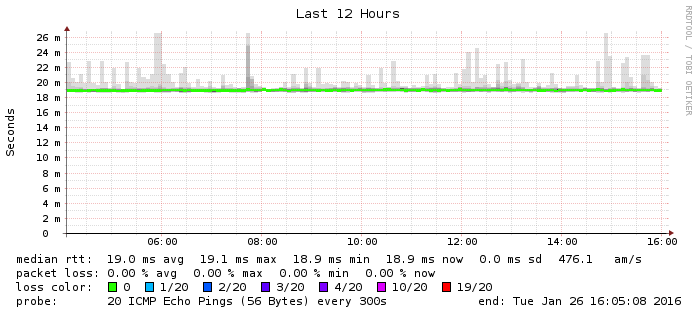 Last 12 Hours
RRDTOOL / TOBI OETIKER
Seconds
26 m
24 m
22 m
20 m
18 m
16 m
14 m
12 m
10 m
8 m
6 m
4 m
2 m
0
06:00 08:00 10:00 12:00 14:00 16:00
median rtt: 19.0 ms avg 19.1 ms max 18.9 ms min 18.9 ms now 0.0 ms sd 476.1 am/s
packet loss: 0.00 % avg 0.00 % max 0.00 % min 0.00 % now
loss color: 0 1/20 2/20 3/20 4/20 10/20 19/20
probe: 20 ICMP Echo Pings (56 Bytes) every 300s end: Tue Jan 26 16:05:08 2016